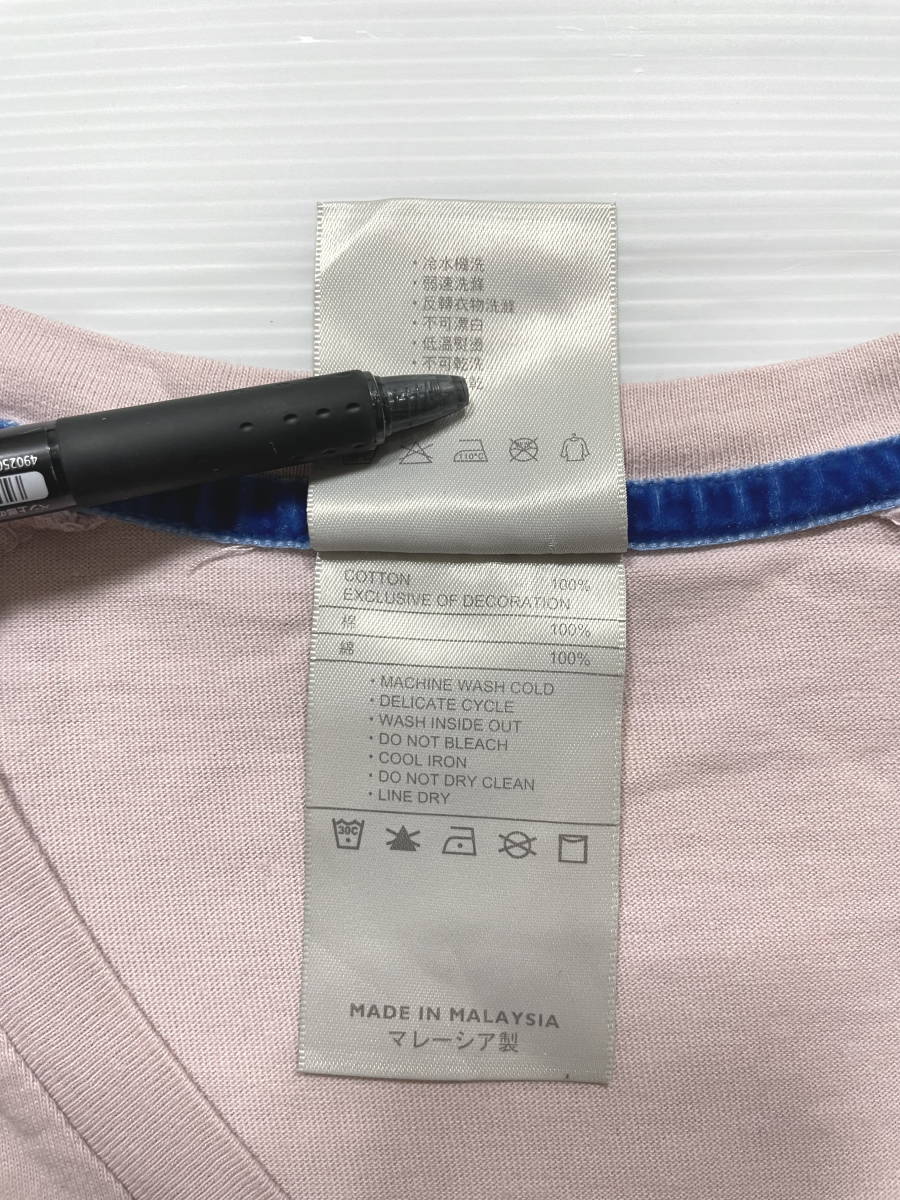 ・冷水機洗
・弱速洗滌
・反轉衣物洗滌
・不可漂白
・低溫熨燙
・不可乾洗
乾
110°C
COTTON 100%
EXCLUSIVE OF DECORATION
棉 100%
綿 100%
・MACHINE WASH COLD
・DELICATE CYCLE
・WASH INSIDE OUT
・DO NOT BLEACH
・COOL IRON
・DO NOT DRY CLEAN
・LINE DRY
30C
MADE IN MALAYSIA
マレーシア製